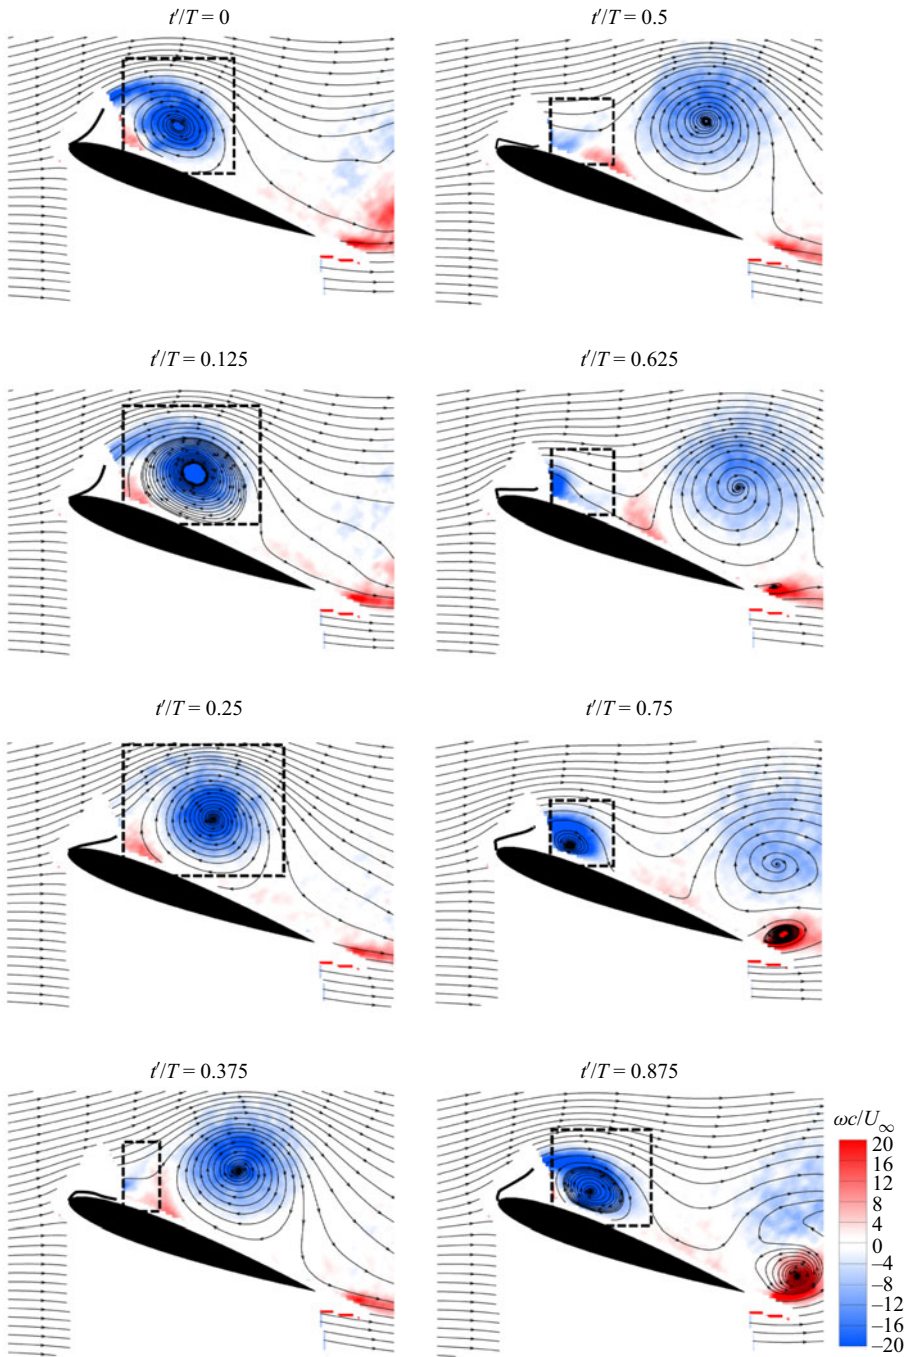 t′/T = 0
t′/T = 0.5
t′/T = 0.125
t′/T = 0.625
t′/T = 0.25
t′/T = 0.75
t′/T = 0.375
t′/T = 0.875
ωc/U∞
20
16
12
8
4
0
–4
–8
–12
–16
–20